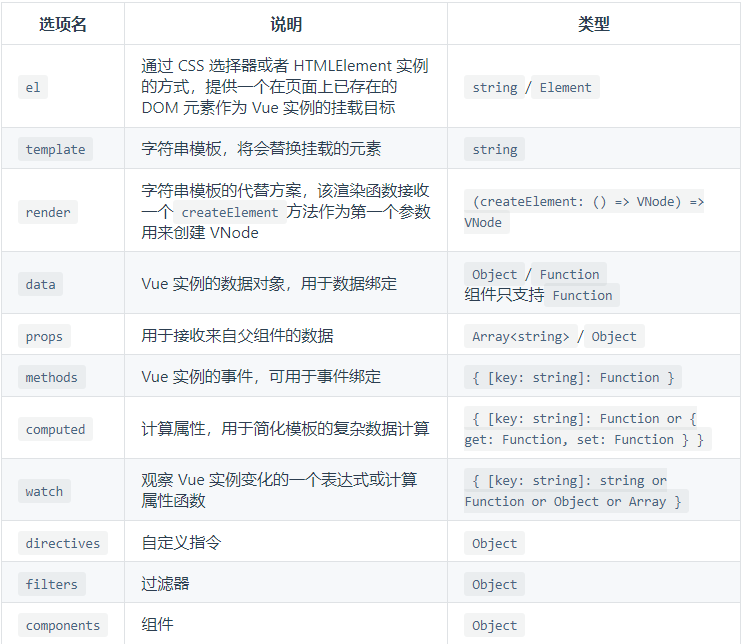 选项名 说明 类型
el
通过 CSS 选择器或者 HTMLElement 实例
的方式，提供一个在页面上已存在的
DOM 元素作为 Vue 实例的挂载目标
string / Element
template 字符串模板，将会替换挂载的元素 string
render
字符串模板的代替方案，该渲染函数接收
一个 createElement 方法作为第一个参数
用来创建 VNode
(createElement: () => VNode) =>
VNode
data Vue 实例的数据对象，用于数据绑定
Object / Function
组件只支持 Function
props 用于接收来自父组件的数据 Array<string> / Object
methods Vue 实例的事件，可用于事件绑定 { [key: string]: Function }
computed 计算属性，用于简化模板的复杂数据计算
{ [key: string]: Function or {
get: Function, set: Function } }
watch
观察 Vue 实例变化的一个表达式或计算
属性函数
{ [key: string]: string or
Function or Object or Array }
directives 自定义指令 Object
filters 过滤器 Object
components 组件 Object